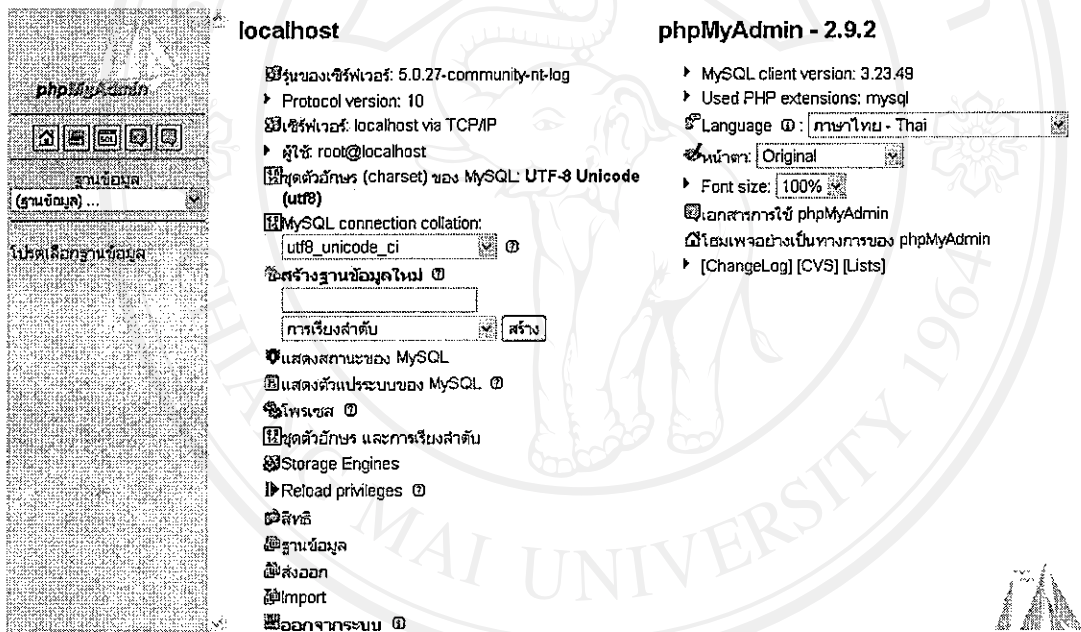 phpMyAdmin
ฐานข้อมูล
(ฐานข้อมูล) ...
โปรดเลือกฐานข้อมูล
localhost
รุ่นของเซิร์ฟเวอร์: 5.0.27-community-nt-log
Protocol version: 10
เซิร์ฟเวอร์: localhost via TCP/IP
ผู้ใช้: root@localhost
ชุดตัวอักษร (charset) ของ MySQL: UTF-8 Unicode
(utf8)
MySQL connection collation:
utf8_unicode_ci
สร้างฐานข้อมูลใหม่
การเรียงลำดับ สร้าง
แสดงสถานะของ MySQL
แสดงตัวแปรระบบของ MySQL
โพรเซส
ชุดตัวอักษร และการเรียงลำดับ
Storage Engines
Reload privileges
สิทธิ
ฐานข้อมูล
ส่งออก
Import
ออกจากระบบ
phpMyAdmin - 2.9.2
MySQL client version: 3.23.49
Used PHP extensions: mysql
Language : ภาษาไทย - Thai
หน้าตา: Original
Font size: 100%
เอกสารการใช้ phpMyAdmin
โฮมเพจอย่างเป็นทางการของ phpMyAdmin
[ChangeLog] [CVS] [Lists]
MAI UNIVERSITY 1964